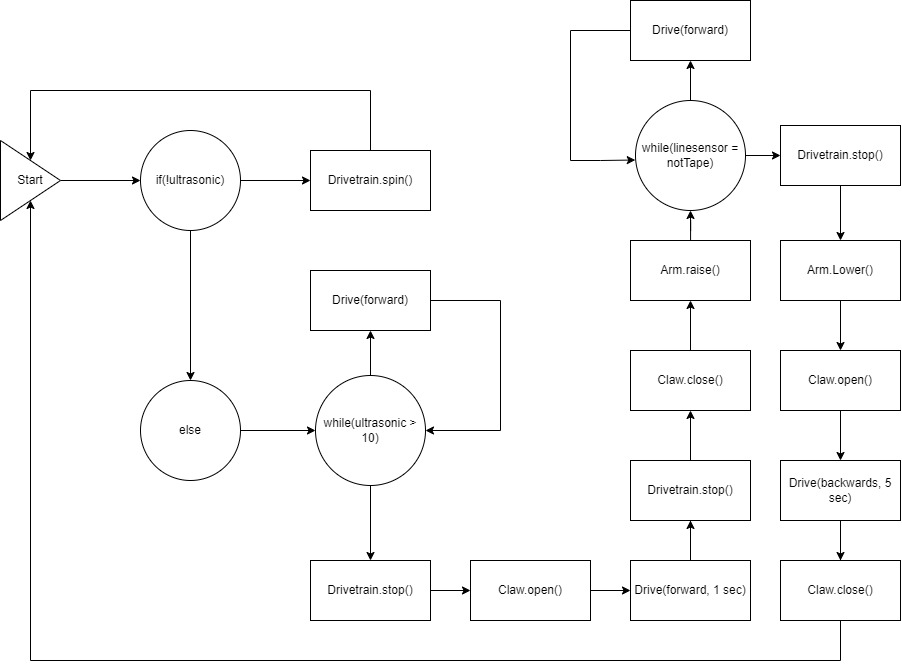 Drive(forward)
while(linesensor =
notTape)
Drivetrain.stop()
Start
if(!ultrasonic)
Drivetrain.spin()
Arm.raise()
Arm.Lower()
Drive(forward)
Claw.close()
Claw.open()
else
while(ultrasonic >
10)
Drivetrain.stop()
Drive(backwards, 5
sec)
Drivetrain.stop()
Claw.open()
Drive(forward, 1 sec)
Claw.close()